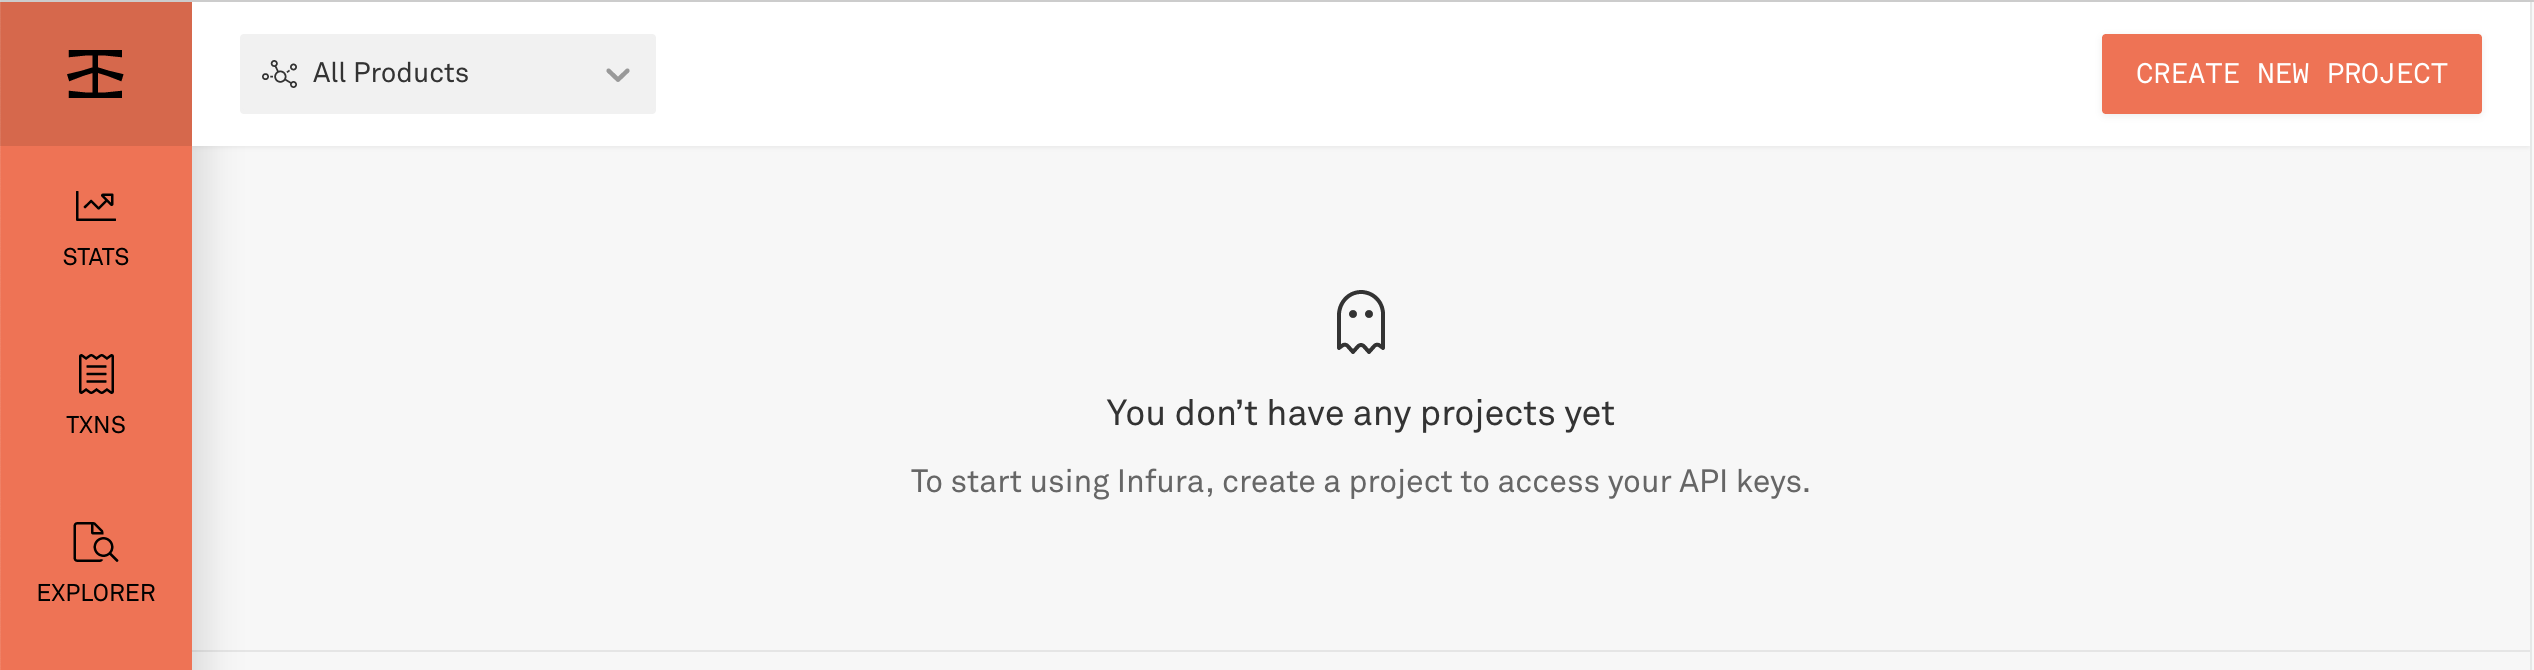 All Products
CREATE NEW PROJECT
STATS
TXNS
EXPLORER
You don’t have any projects yet
To start using Infura, create a project to access your API keys.